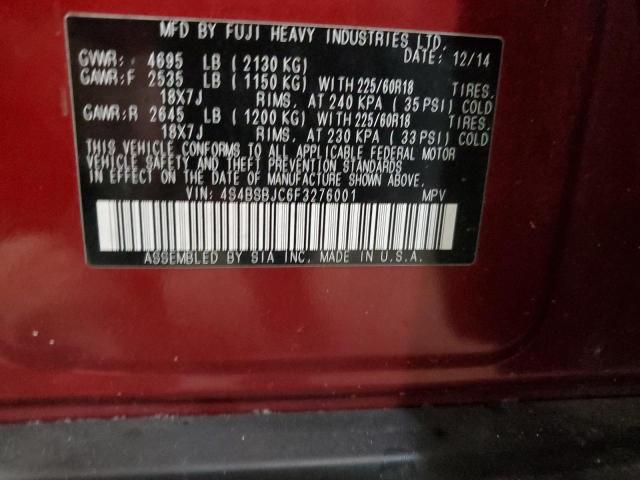 MFD BY FUJI HEAVY INDUSTRIES LTD.
GVWR: 4695 LB (2130 KG) DATE: 12/14
GAWR:F 2535 LB (1150 KG) WITH 225/60R18 TIRES,
18X7J RIMS, AT 240 KPA (35 PSI) COLD
GAWR:R 2645 LB (1200 KG) WITH 225/60R18 TIRES,
18X7J RIMS, AT 230 KPA (33 PSI) COLD
THIS VEHICLE CONFORMS TO ALL APPLICABLE FEDERAL MOTOR
VEHICLE SAFETY AND THEFT PREVENTION STANDARDS
IN EFFECT ON THE DATE OF MANUFACTURE SHOWN ABOVE.
VIN: 4S4BSBJC6F3276001 MPV
ASSEMBLED BY SIA INC. MADE IN U.S.A.